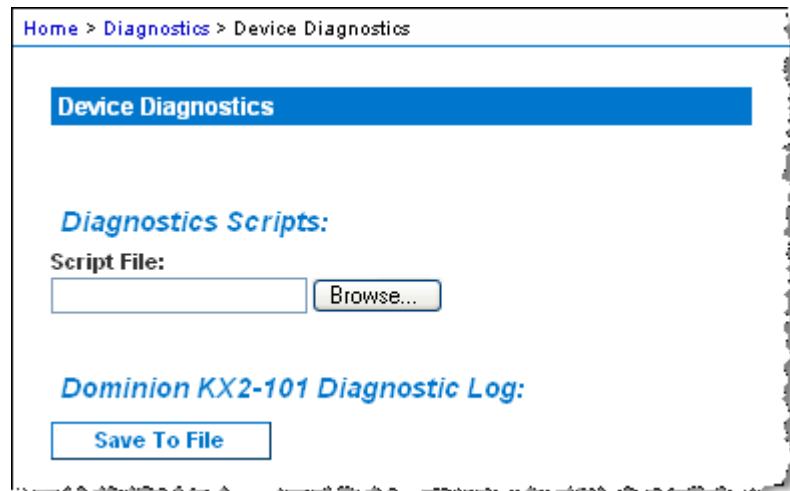 Home > Diagnostics > Device Diagnostics
Device Diagnostics
Diagnostics Scripts:
Script File:
Browse...
Dominion KX2-101 Diagnostic Log:
Save To File